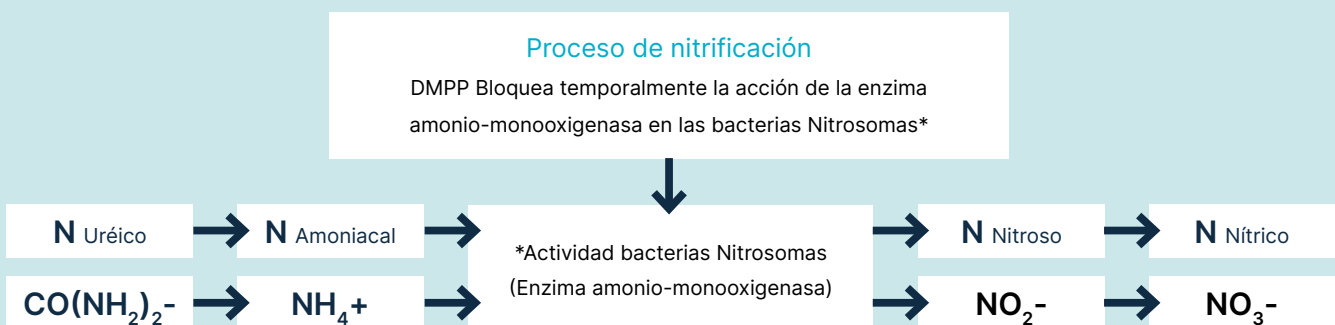 Proceso de nitrificación
DMPP Bloquea temporalmente la acción de la enzima
amonio-monooxigenasa en las bacterias Nitrosomas*
N Uréico
N Amoniacal
*Actividad bacterias Nitrosomas
(Enzima amonio-monooxigenasa)
N Nitroso
N Nítrico
CO(NH₂)₂-
NH₄+
NO₂-
NO₃-